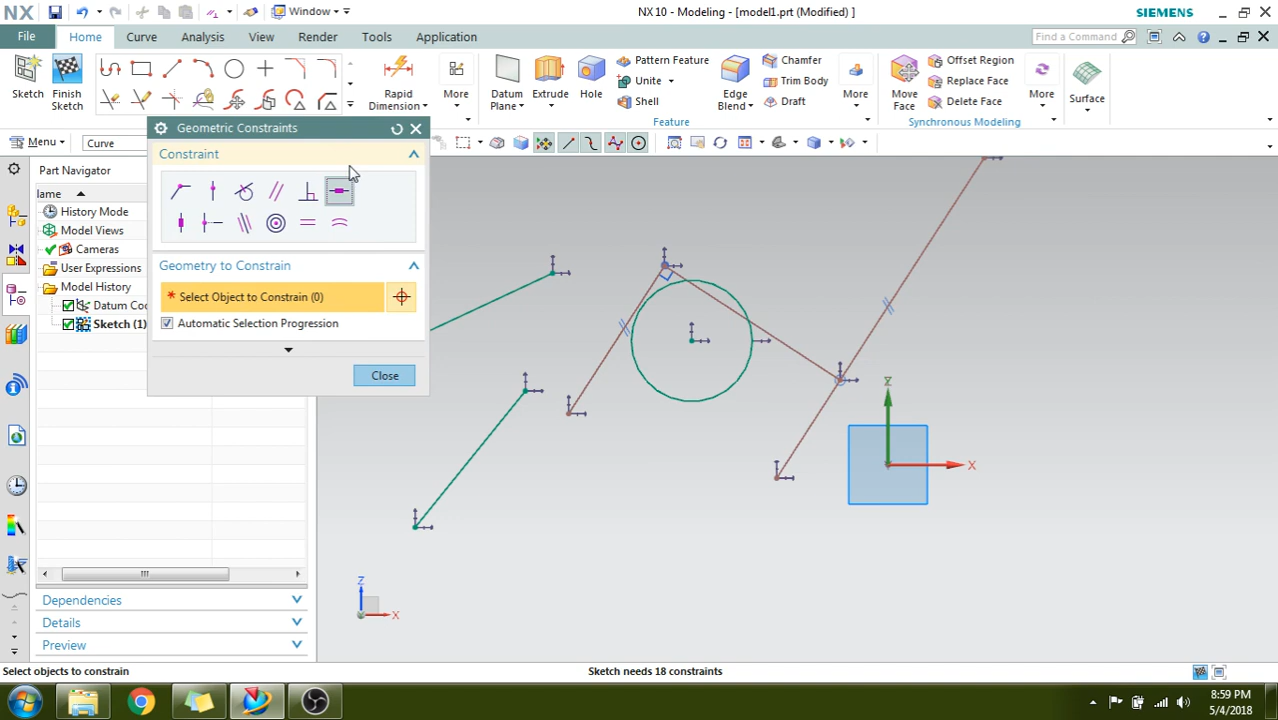 NX
Window
NX 10 - Modeling - [model1.prt (Modified) ]
SIEMENS
File
Home
Curve
Analysis
View
Render
Tools
Application
Find a Command
Sketch
Finish
Sketch
Rapid
Dimension
More
Datum
Plane
Extrude
Hole
Pattern Feature
Unite
Shell
Edge
Blend
Chamfer
Trim Body
Draft
More
Feature
Move
Face
Offset Region
Replace Face
Delete Face
More
Synchronous Modeling
Surface
Menu
Curve
Geometric Constraints
Constraint
Geometry to Constrain
* Select Object to Constrain (0)
Automatic Selection Progression
Close
Part Navigator
lame
History Mode
Model Views
Cameras
User Expressions
Model History
Datum Coo
Sketch (1)
Dependencies
Details
Preview
Z
X
Z
X
Select objects to constrain
Sketch needs 18 constraints
8:59 PM
5/4/2018